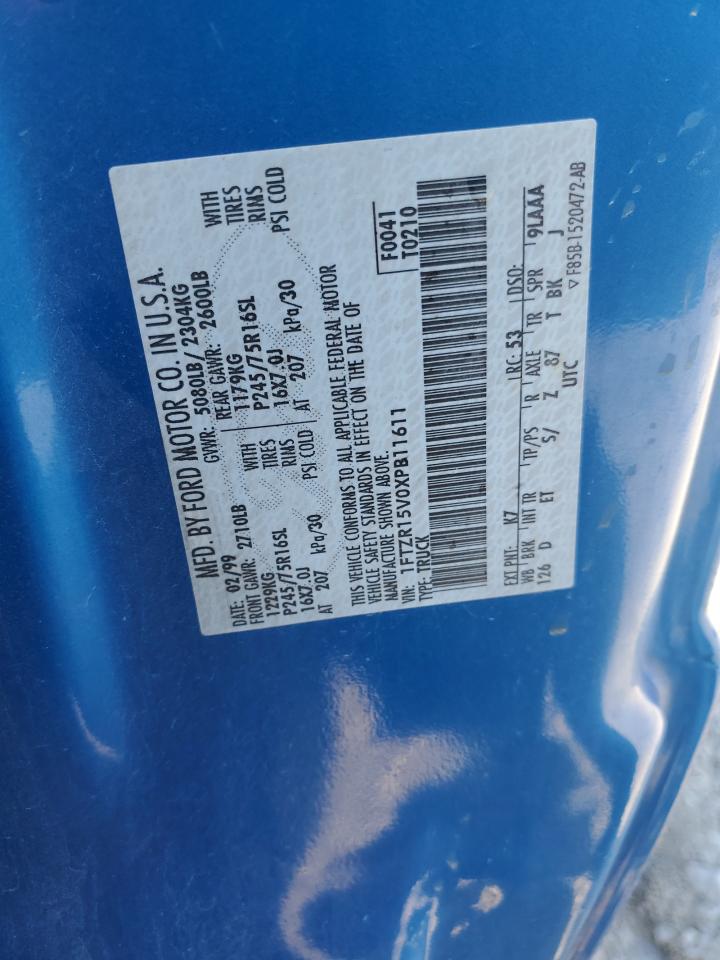 MFD. BY FORD MOTOR CO. IN U.S.A.
DATE: 02/99 GVWR: 5080LB/ 2304KG
FRONT GAWR: 2710LB REAR GAWR: 2600LB
1229KG WITH 1179KG WITH
P245/75R16SL TIRES P245/75R16SL TIRES
16X7.0J RIMS 16X7.0J RIMS
AT 207 kPa/30 PSI COLD AT 207 kPa/30 PSI COLD
THIS VEHICLE CONFORMS TO ALL APPLICABLE FEDERAL MOTOR
VEHICLE SAFETY STANDARDS IN EFFECT ON THE DATE OF
MANUFACTURE SHOWN ABOVE.
VIN: 1FTZR15V0XPB11611 F0041
TYPE: TRUCK T0210
EXT PNT: K7 RC: 53 DSO:
WB BRK INT TR TP/PS R AXLE TR SPR 9LAAA
126 D ET S/ Z 87 T BK J
UTC
▽ F85B-1520472-AB